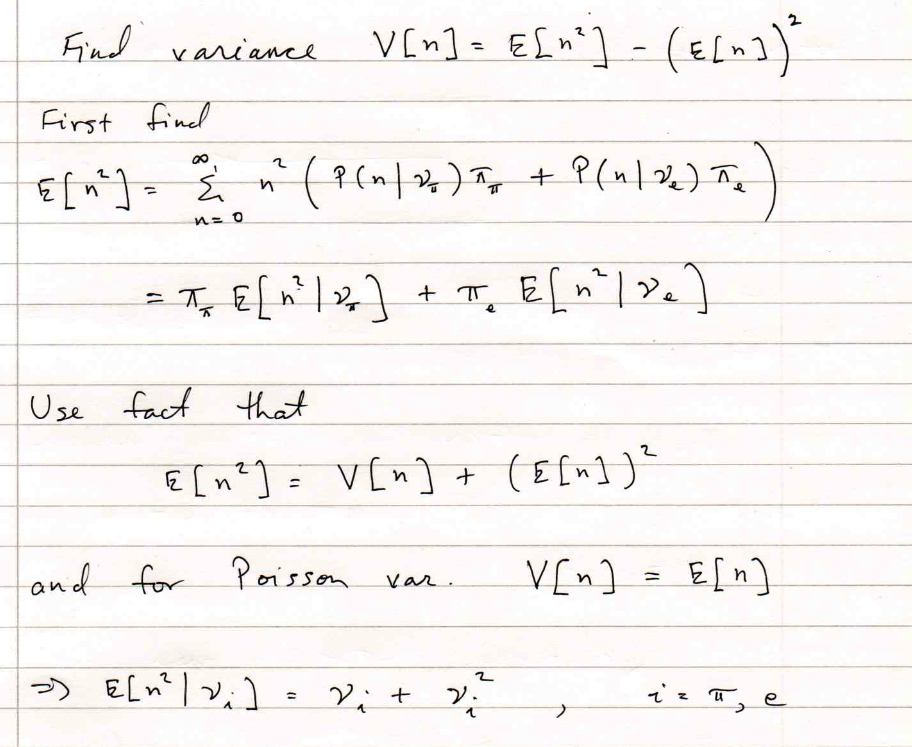 Find variance V[n] = E[n²] - (E[n])²
First find
E[n²] = ∑_{n=0}^{∞} n² (P(n|ν_π) π_π + P(n|ν_e) π_e)
= π_π E[n²|ν_π] + π_e E[n²|ν_e]
Use fact that
E[n²] = V[n] + (E[n])²
and for Poisson var. V[n] = E[n]
⇒ E[n²|ν_i] = ν_i + ν_i², i = π, e